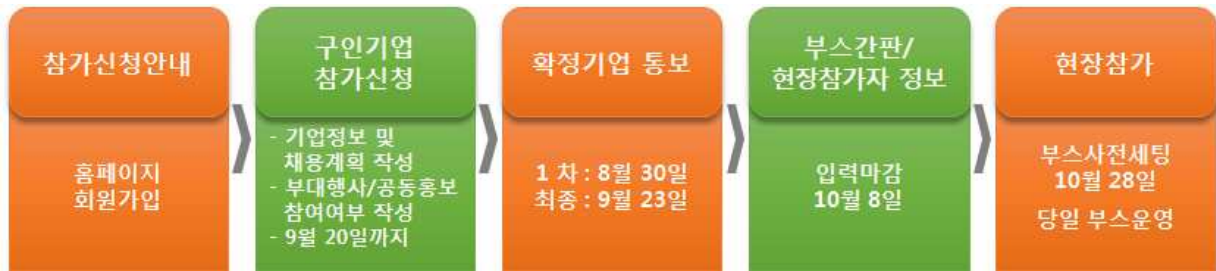 참가신청안내
홈페이지
회원가입
구인기업
참가신청
- 기업정보 및
채용계획 작성
- 부대행사/공동홍보
참여여부 작성
- 9월 20일까지
확정기업 통보
1 차 : 8월 30일
최종 : 9월 23일
부스간판/
현장참가자 정보
입력마감
10월 8일
현장참가
부스사전세팅
10월 28일
당일 부스운영